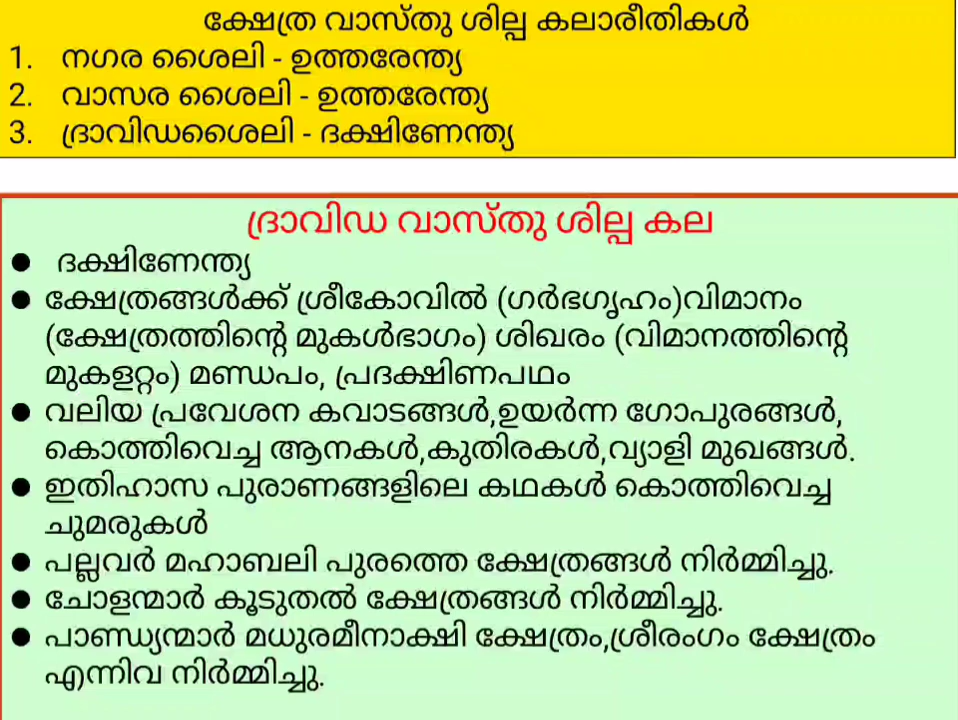 ക്ഷേത്ര വാസ്തു ശില്പ കലാരീതികൾ
1. നഗര ശൈലി - ഉത്തരേന്ത്യ
2. വാസര ശൈലി - ഉത്തരേന്ത്യ
3. ദ്രാവിഡശൈലി - ദക്ഷിണേന്ത്യ
ദ്രാവിഡ വാസ്തു ശില്പ കല
● ദക്ഷിണേന്ത്യ
● ക്ഷേത്രങ്ങൾക്ക് ശ്രീകോവിൽ (ഗർഭഗൃഹം)വിമാനം
(ക്ഷേത്രത്തിന്റെ മുകൾഭാഗം) ശിഖരം (വിമാനത്തിന്റെ
മുകളറ്റം) മണ്ഡപം, പ്രദക്ഷിണപഥം
● വലിയ പ്രവേശന കവാടങ്ങൾ,ഉയർന്ന ഗോപുരങ്ങൾ,
കൊത്തിവെച്ച ആനകൾ,കുതിരകൾ,വ്യാളി മുഖങ്ങൾ.
● ഇതിഹാസ പുരാണങ്ങളിലെ കഥകൾ കൊത്തിവെച്ച
ചുമരുകൾ
● പല്ലവർ മഹാബലി പുരത്തെ ക്ഷേത്രങ്ങൾ നിർമ്മിച്ചു.
● ചോളന്മാർ കൂടുതൽ ക്ഷേത്രങ്ങൾ നിർമ്മിച്ചു.
● പാണ്ഡ്യന്മാർ മധുരമീനാക്ഷി ക്ഷേത്രം,ശ്രീരംഗം ക്ഷേത്രം
എന്നിവ നിർമ്മിച്ചു.